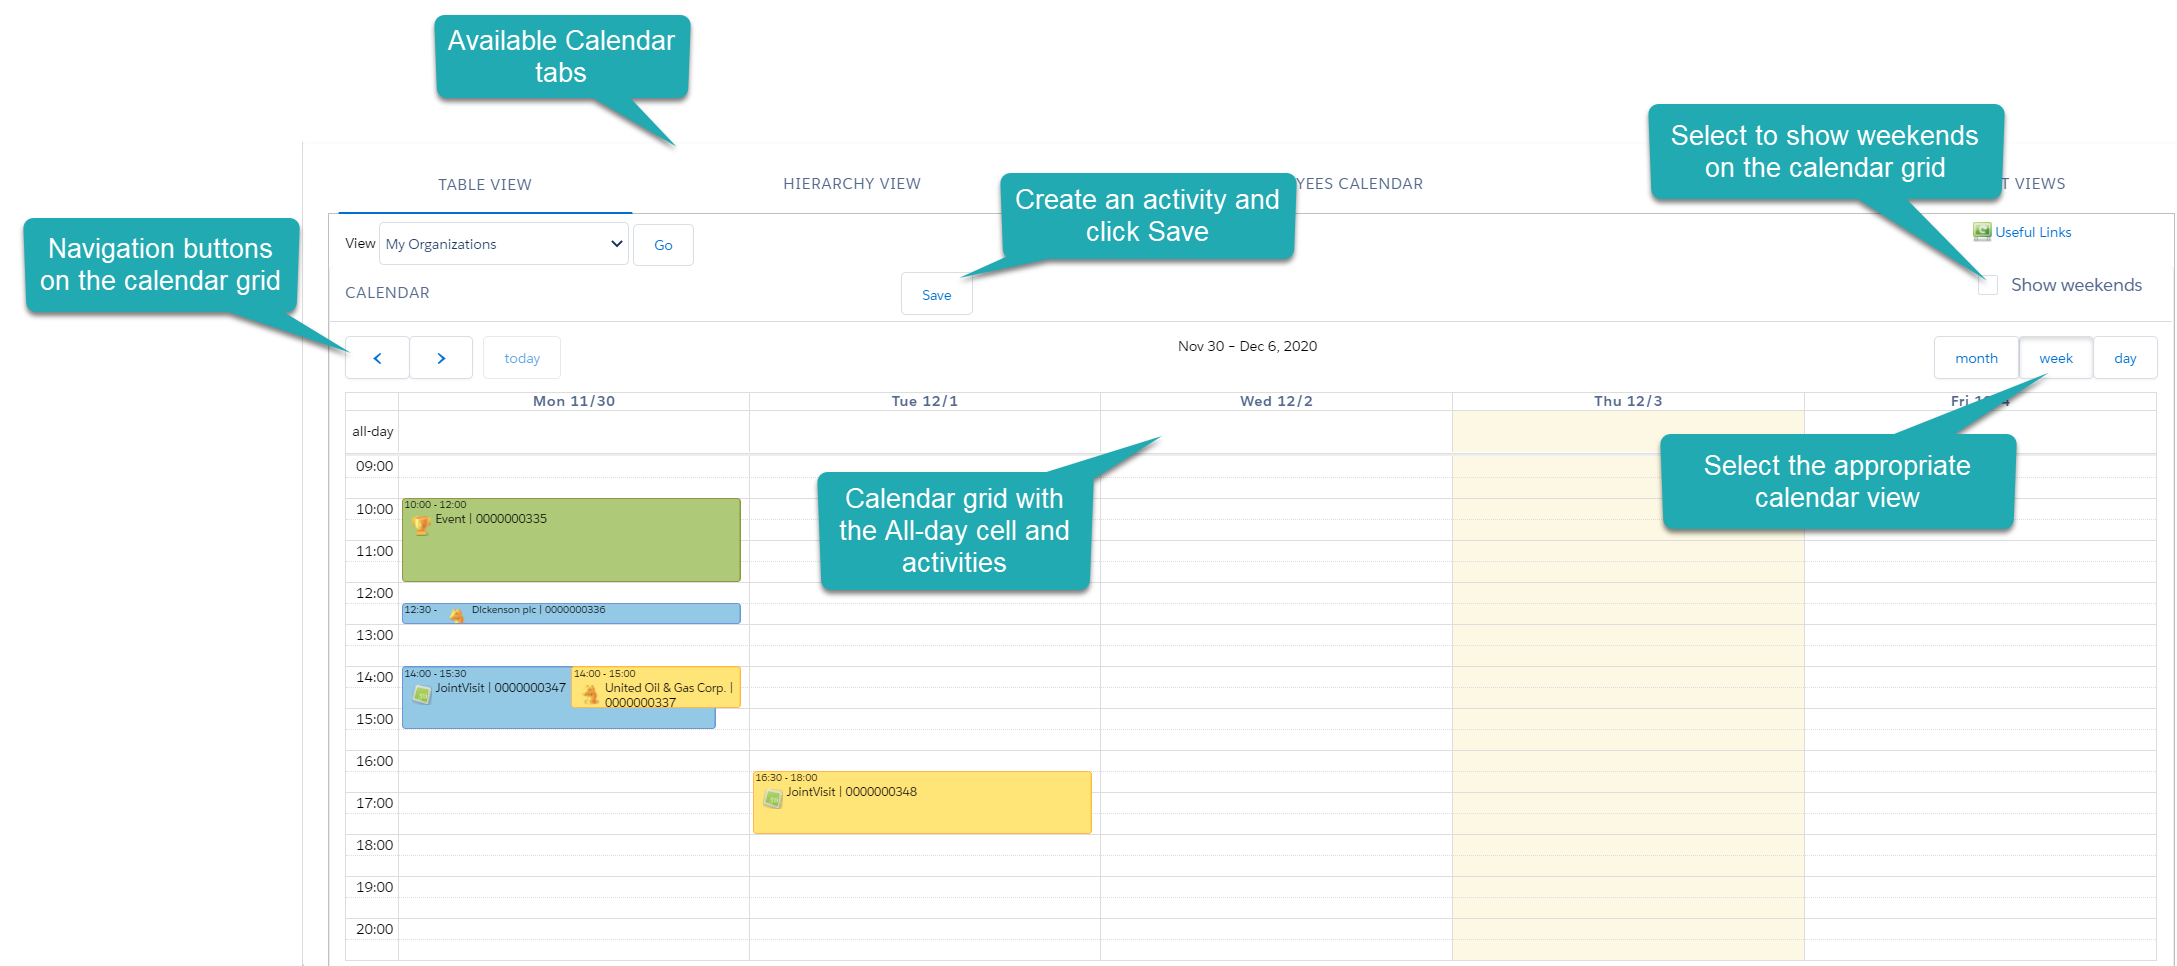 Available Calendar
tabs
Select to show weekends
on the calendar grid
TABLE VIEW
HIERARCHY VIEW
YEES CALENDAR
T VIEWS
Create an activity and
click Save
Navigation buttons
on the calendar grid
View My Organizations Go
Useful Links
CALENDAR
Save
Show weekends
< > today
Nov 30 – Dec 6, 2020
month week day
Mon 11/30 Tue 12/1 Wed 12/2 Thu 12/3 Fri
all-day
Select the appropriate
calendar view
Calendar grid with
the All-day cell and
activities
09:00
10:00
10:00 - 12:00
Event | 0000000335
11:00
12:00
12:30 - Dickenson plc | 0000000336
13:00
14:00
14:00 - 15:30
JointVisit | 0000000347
14:00 - 15:00
United Oil & Gas Corp. |
0000000337
15:00
16:00
16:30 - 18:00
JointVisit | 0000000348
17:00
18:00
19:00
20:00